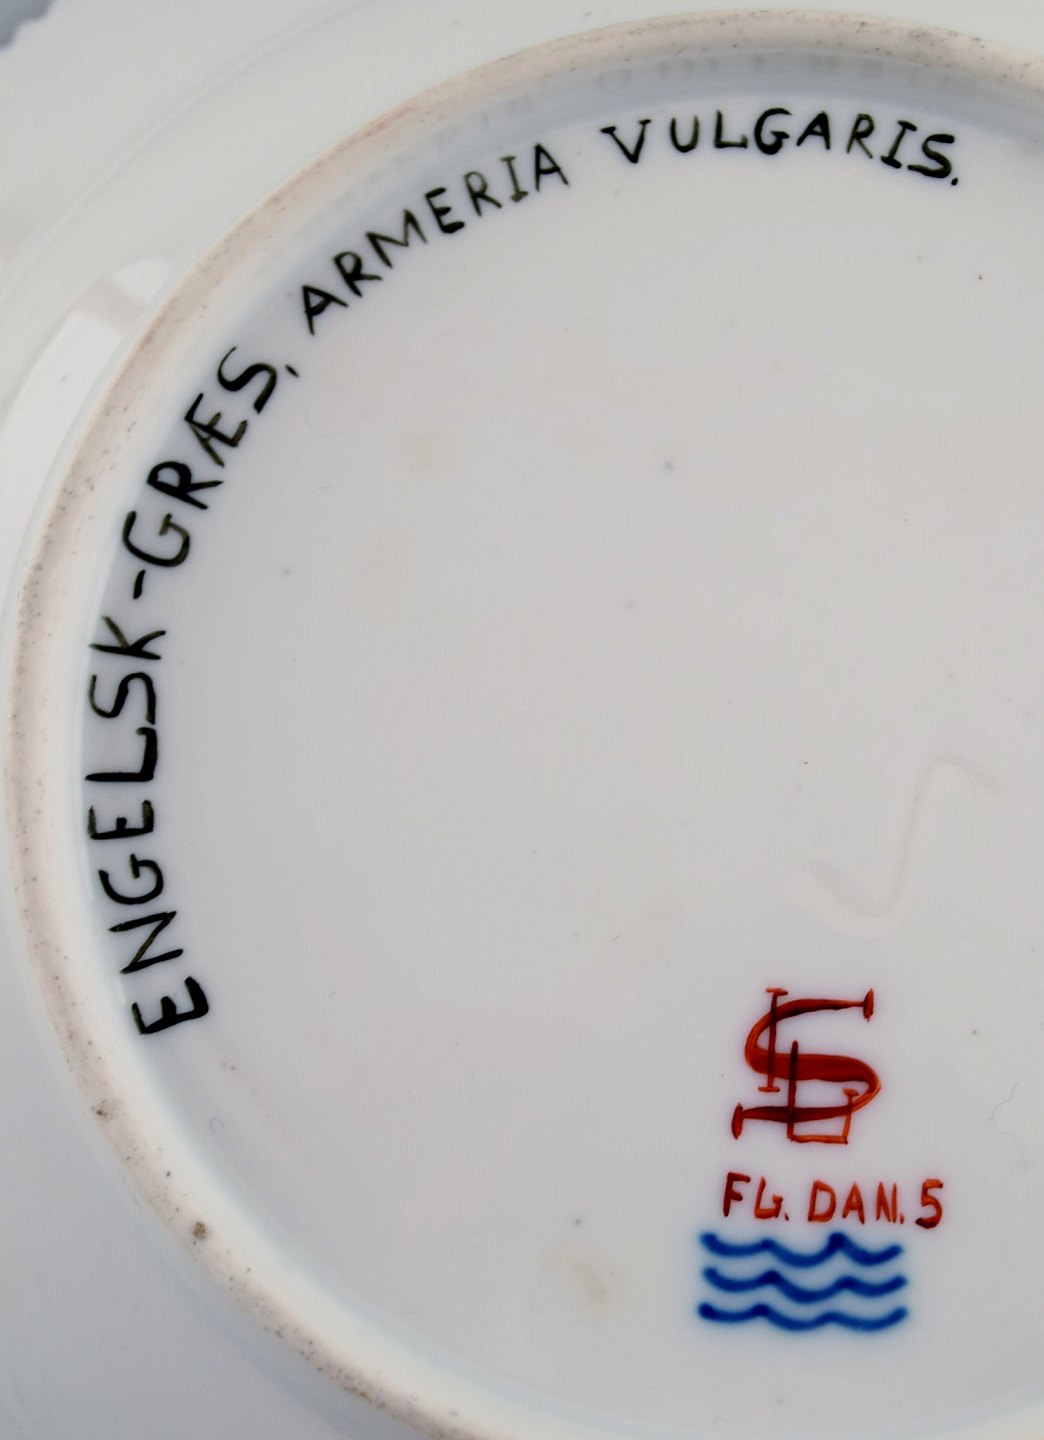 ENGELSK-GRÆS. ARMERIA VULGARIS.
FL. DAN. 5